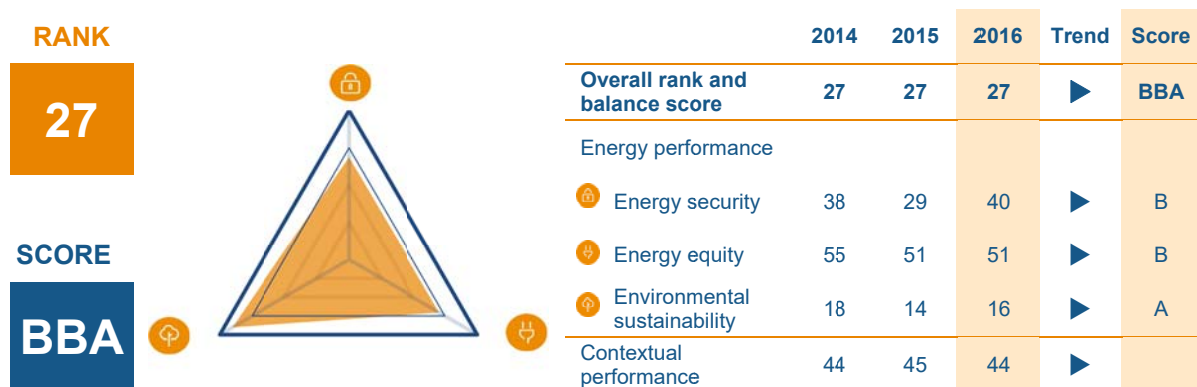 RANK
27
SCORE
BBA
2014 2015 2016 Trend Score
Overall rank and
balance score 27 27 27 BBA
Energy performance
Energy security 38 29 40 B
Energy equity 55 51 51 B
Environmental
sustainability 18 14 16 A
Contextual
performance 44 45 44